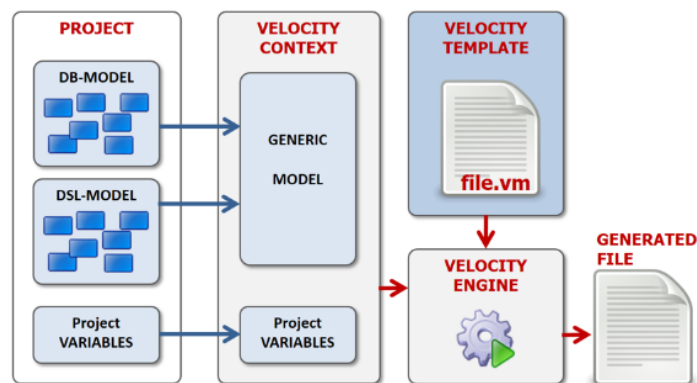 PROJECT
DB-MODEL
DSL-MODEL
Project
VARIABLES
VELOCITY
CONTEXT
GENERIC
MODEL
Project
VARIABLES
VELOCITY
TEMPLATE
file.vm
VELOCITY
ENGINE
GENERATED
FILE